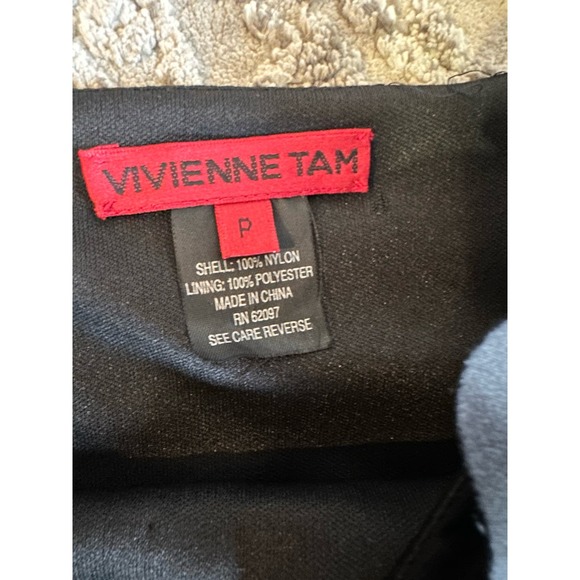 VIVIENNE TAM
P
SHELL: 100% NYLON
LINING: 100% POLYESTER
MADE IN CHINA
RN 62097
SEE CARE REVERSE